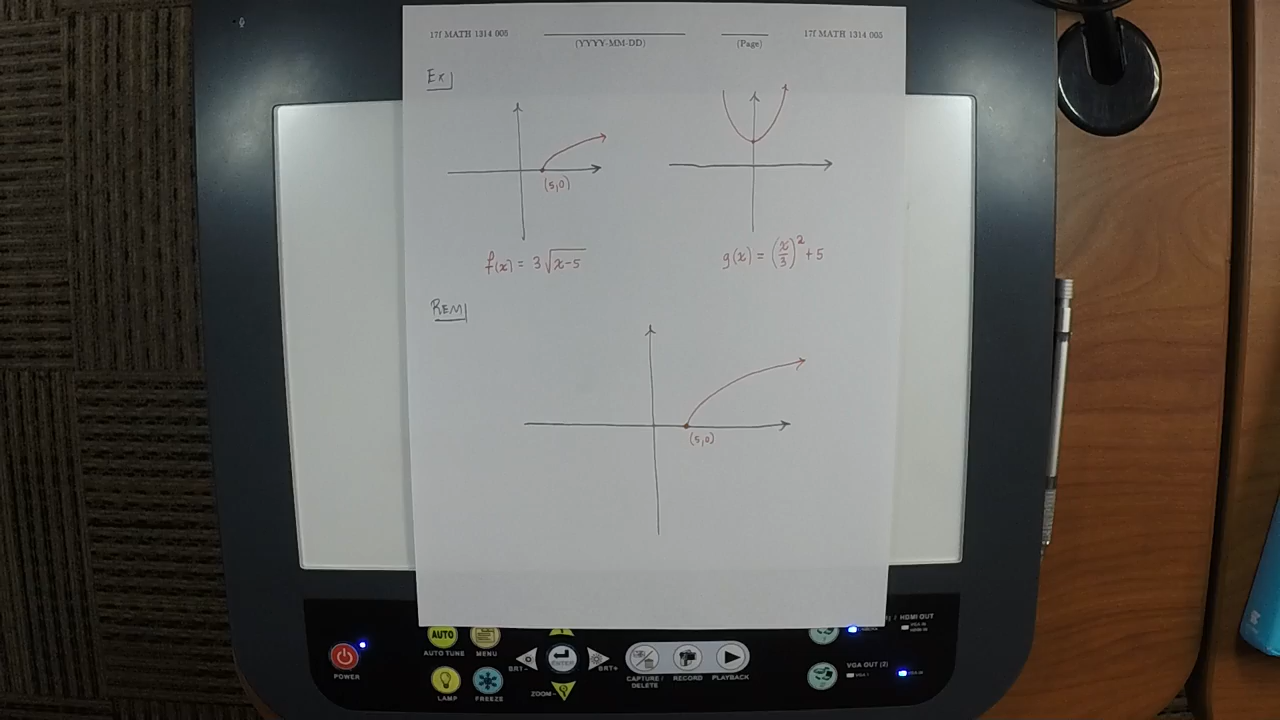 17f MATH 1314 005
(YYYY-MM-DD)
(Page)
17f MATH 1314 005
Ex
(5,0)
f(x) = 3√x-5
g(x) = (x/3)² + 5
REM
(5,0)
AUTO
AUTO TUNE
MENU
POWER
LAMP
FREEZE
BRT-
ENTER
BRT+
ZOOM-
CAPTURE /
DELETE
RECORD
PLAYBACK
/ HDMI OUT
VGA OUT (2)